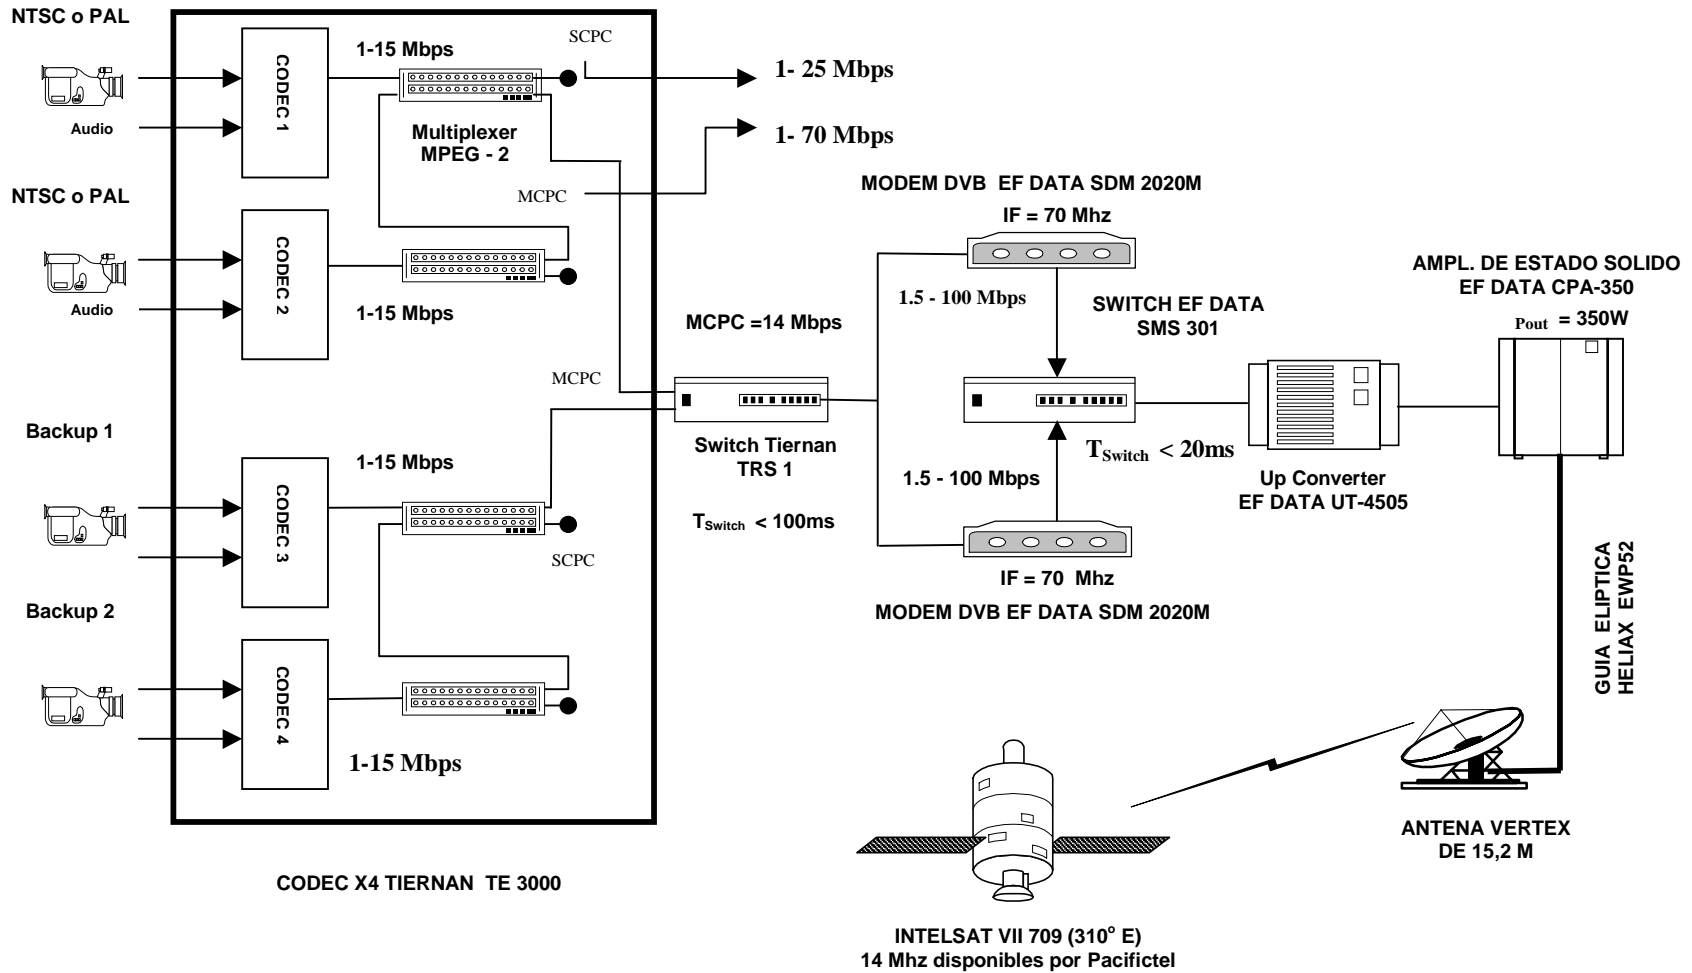 NTSC o PAL
Audio
CODEC 1
1-15 Mbps
Multiplexer
MPEG - 2
SCPC
1- 25 Mbps
1- 70 Mbps
MCPC
NTSC o PAL
Audio
CODEC 2
1-15 Mbps
MCPC
Backup 1
CODEC 3
1-15 Mbps
SCPC
Backup 2
CODEC 4
1-15 Mbps
CODEC X4 TIERNAN TE 3000
MCPC =14 Mbps
Switch Tiernan
TRS 1
TSwitch < 100ms
MODEM DVB EF DATA SDM 2020M
IF = 70 Mhz
1.5 - 100 Mbps
SWITCH EF DATA
SMS 301
TSwitch < 20ms
1.5 - 100 Mbps
IF = 70 Mhz
MODEM DVB EF DATA SDM 2020M
Up Converter
EF DATA UT-4505
AMPL. DE ESTADO SOLIDO
EF DATA CPA-350
Pout = 350W
GUIA ELIPTICA
HELIAX EWP52
ANTENA VERTEX
DE 15,2 M
INTELSAT VII 709 (310° E)
14 Mhz disponibles por Pacifictel